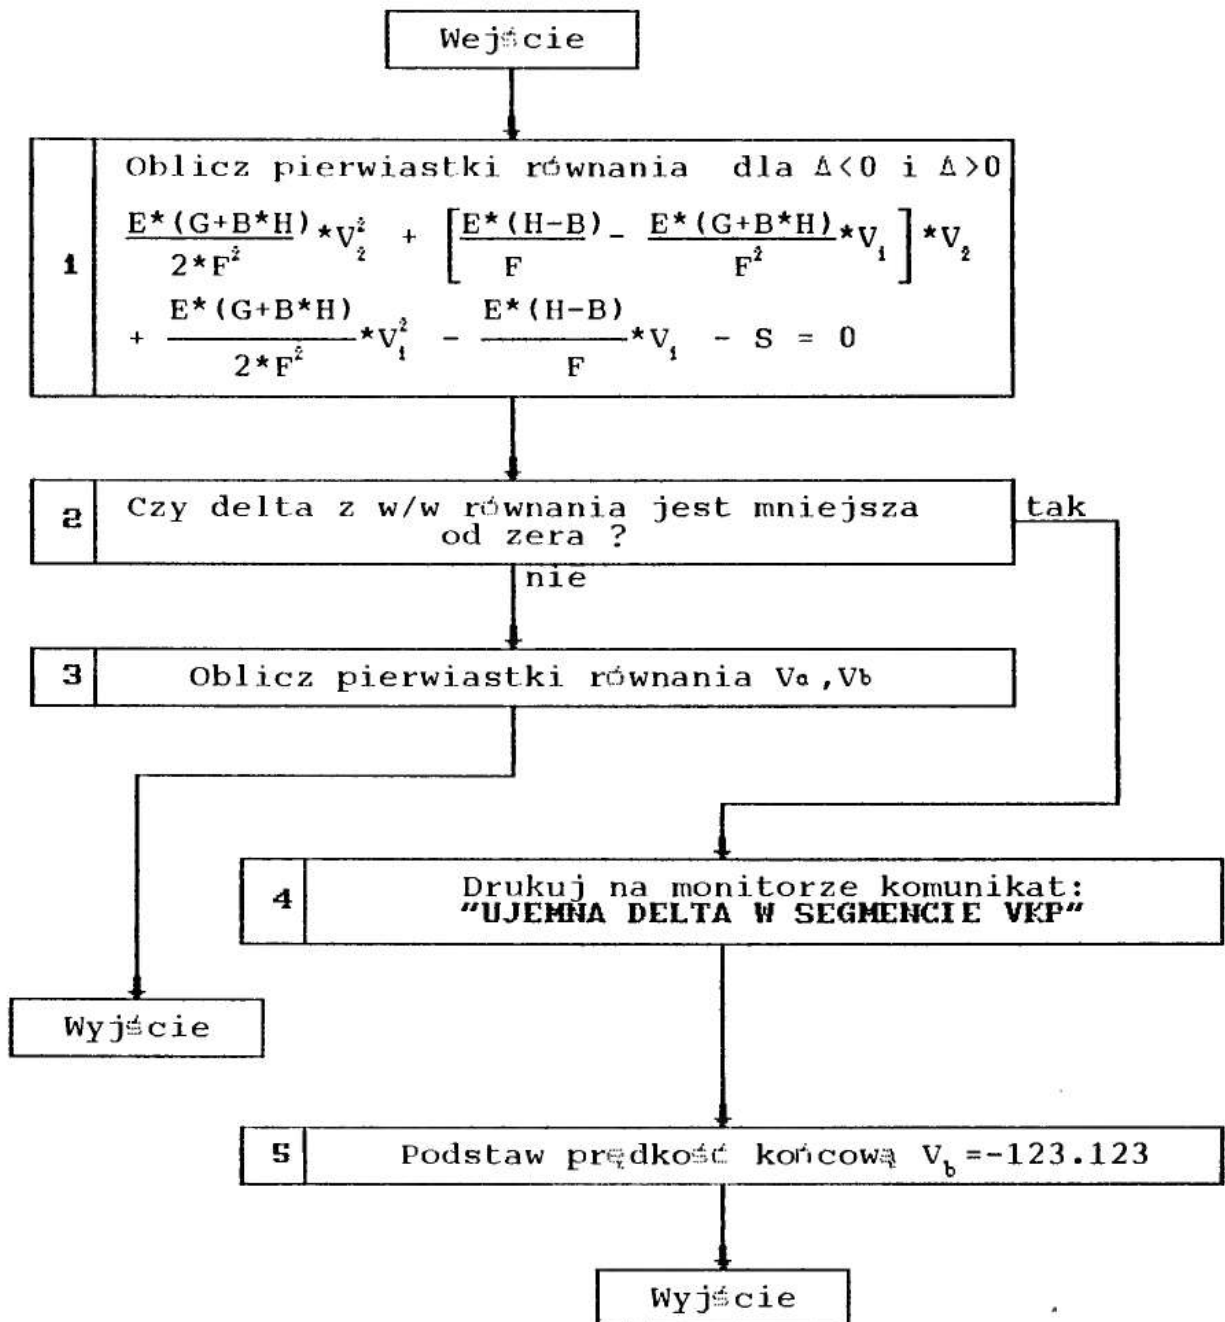 Wejście
1
Oblicz pierwiastki równania dla Δ<0 i Δ>0
E*(G+B*H)/2*F² *V₂² + [E*(H-B)/F - E*(G+B*H)/F² *V₁] *V₂
+ E*(G+B*H)/2*F² *V₁² - E*(H-B)/F *V₁ - S = 0
2
Czy delta z w/w równania jest mniejsza
od zera ?
tak
nie
3
Oblicz pierwiastki równania Va ,Vb
4
Drukuj na monitorze komunikat:
"UJEMNA DELTA W SEGMENCIE VKP"
Wyjście
5
Podstaw prędkość końcową V_b =-123.123
Wyjście